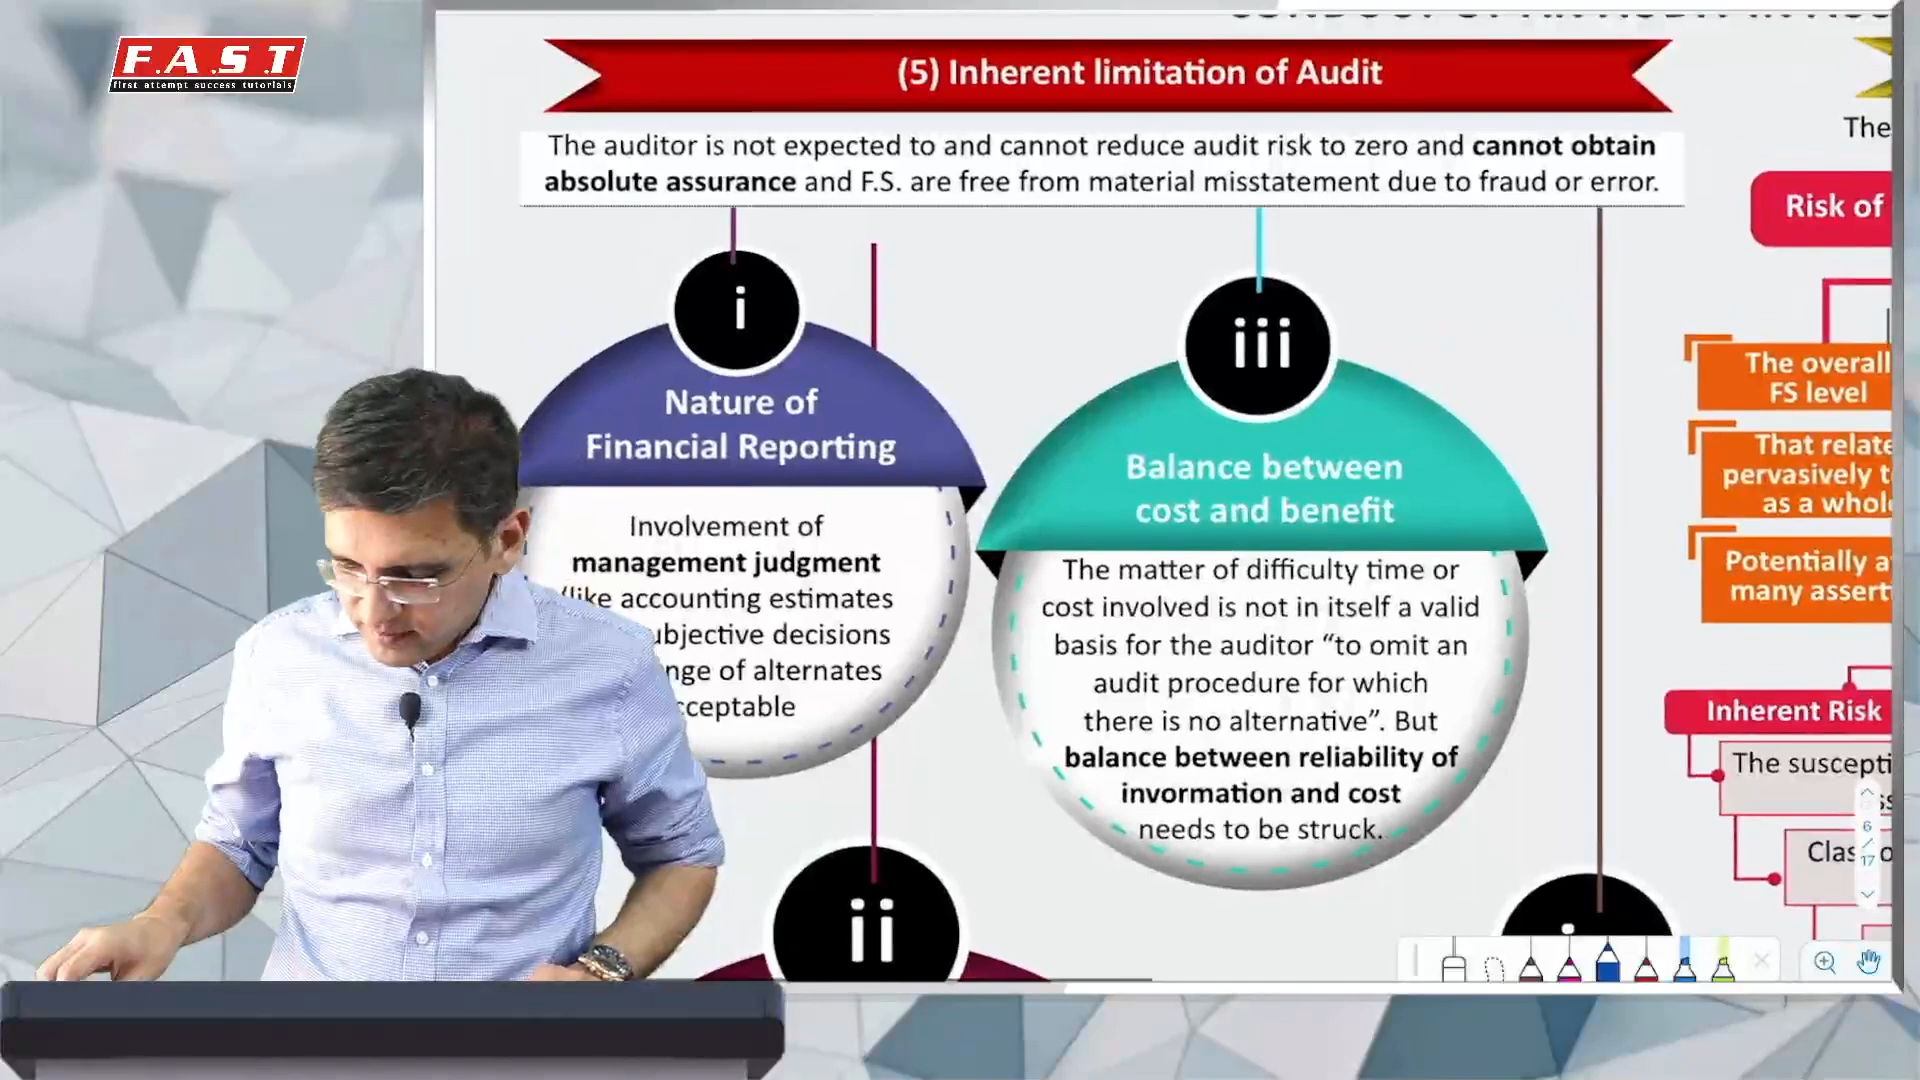 F.A.S.T
first attempt success tutorials
(5) Inherent limitation of Audit
The auditor is not expected to and cannot reduce audit risk to zero and cannot obtain
absolute assurance and F.S. are free from material misstatement due to fraud or error.
i
Nature of
Financial Reporting
Involvement of
management judgment
(like accounting estimates
subjective decisions
of alternates
iii
Balance between
cost and benefit
The matter of difficulty time or
cost involved is not in itself a valid
basis for the auditor “to omit an
audit procedure for which
there is no alternative”. But
balance between reliability of
invormation and cost
needs to be struck.
ii
The
Risk of
The overall
FS level
That relate
pervasively t
as a whol
Potentially a
many assert
Inherent Risk
The suscepti
6
/
17